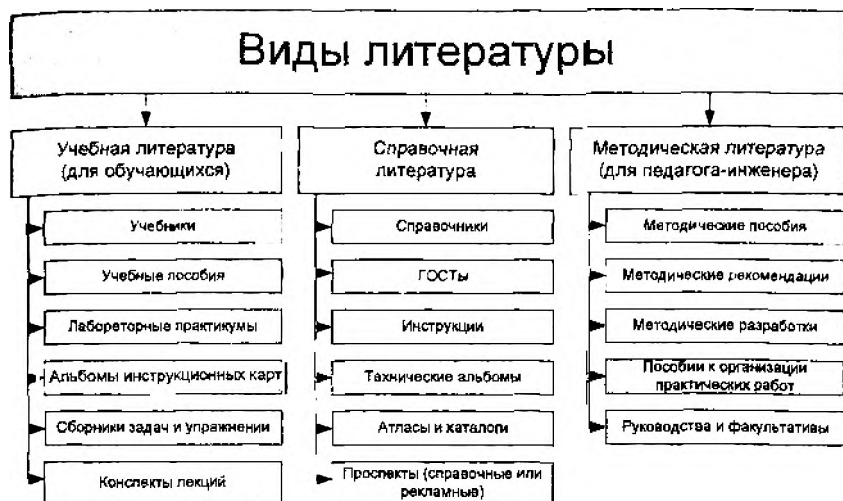 Виды литературы
Учебная литература
(для обучающихся)
Учебники
Учебные пособия
Лабореторные практикумы
Альбомы инструкционных карт
Сборники задач и упражнении
Конспекты лекций
Справочная
литература
Справочники
ГОСТы
Инструкции
Технические альбомы
Атласы и каталоги
Проспекты (справочные или
рекламные)
Методическая литература
(для педагога-инженера)
Методические пособия
Методические рекомендации
Методические разработки
Пособии к организации
практических работ
Руководства и факультативы